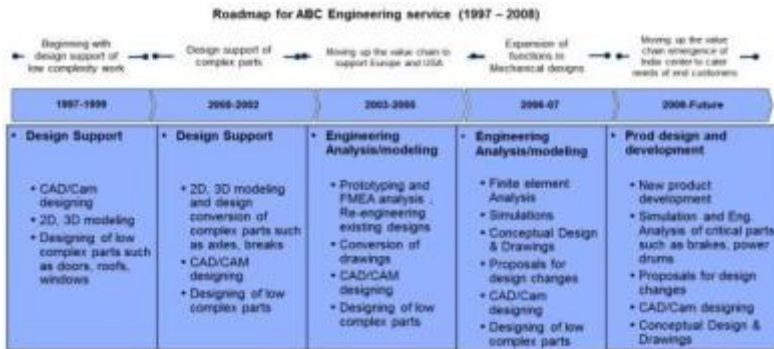 Roadmap for ABC Engineering service (1997 – 2008)
Beginning with
design support of
low complexity work
Design support of
complex parts
Moving up the value chain to
support Europe and USA
Expansion of
functions in
Mechanical designs
Moving up the value
chain emergence of
India center to cater
needs of end customers
1997-1999
2000-2002
2003-2005
2006-07
2008-Future
• Design Support
• CAD/Cam
designing
• 2D, 3D modeling
• Designing of low
complex parts such
as doors, roofs,
windows
• Design Support
• 2D, 3D modeling
and design
conversion of
complex parts such
as axles, breaks
• CAD/CAM
designing
• Designing of low
complex parts
• Engineering
Analysis/modeling
• Prototyping and
FMEA analysis ,
Re-engineering
existing designs
• Conversion of
drawings
• CAD/CAM
designing
• Designing of low
complex parts
• Engineering
Analysis/modeling
• Finite element
Analysis
• Simulations
• Conceptual Design
& Drawings
• Proposals for
design changes
• CAD/Cam
designing
• Designing of low
complex parts
• Prod design and
development
• New product
development
• Simulation and Eng.
Analysis of critical parts
such as brakes, power
drums
• Proposals for design
changes
• CAD/Cam designing
• Conceptual Design &
Drawings